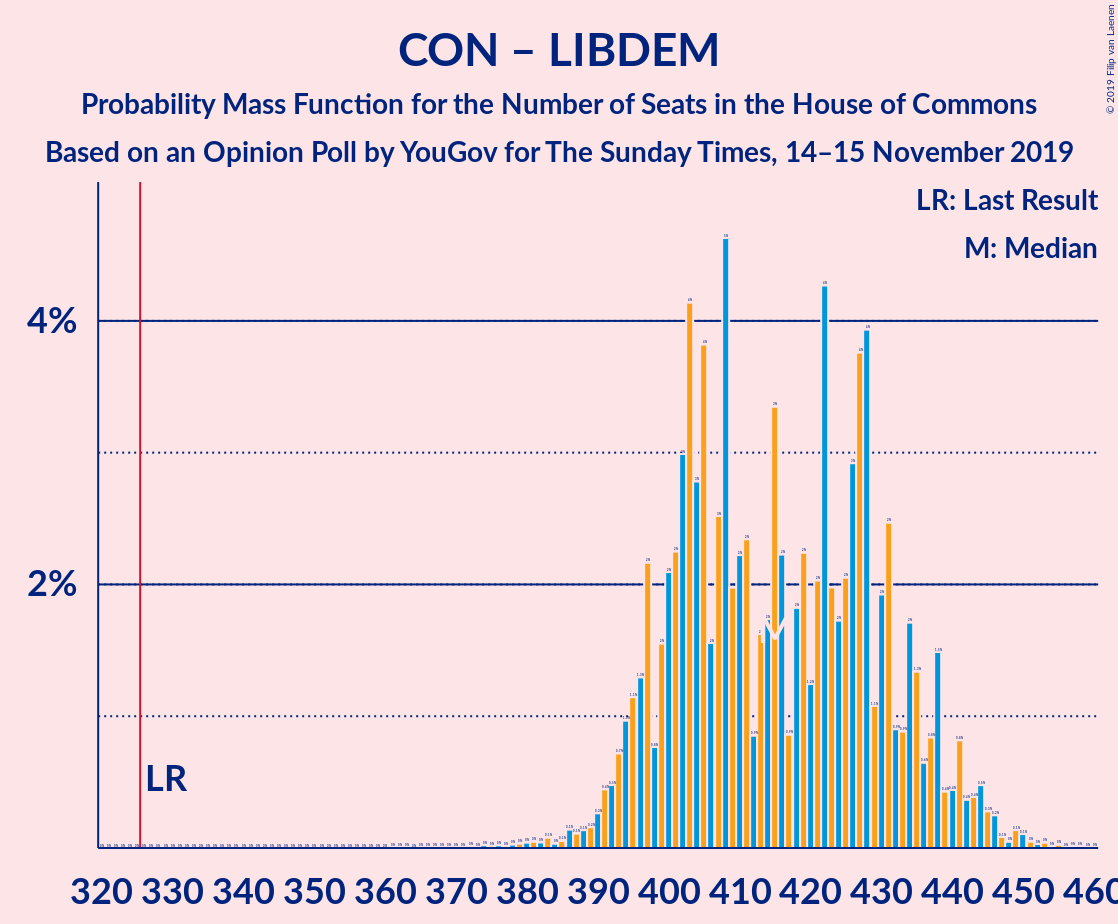 CON – LIBDEM
Probability Mass Function for the Number of Seats in the House of Commons
Based on an Opinion Poll by YouGov for The Sunday Times, 14–15 November 2019
© 2019 Filip van Laenen
LR: Last Result
M: Median
4%
2%
LR
M
320 330 340 350 360 370 380 390 400 410 420 430 440 450 460